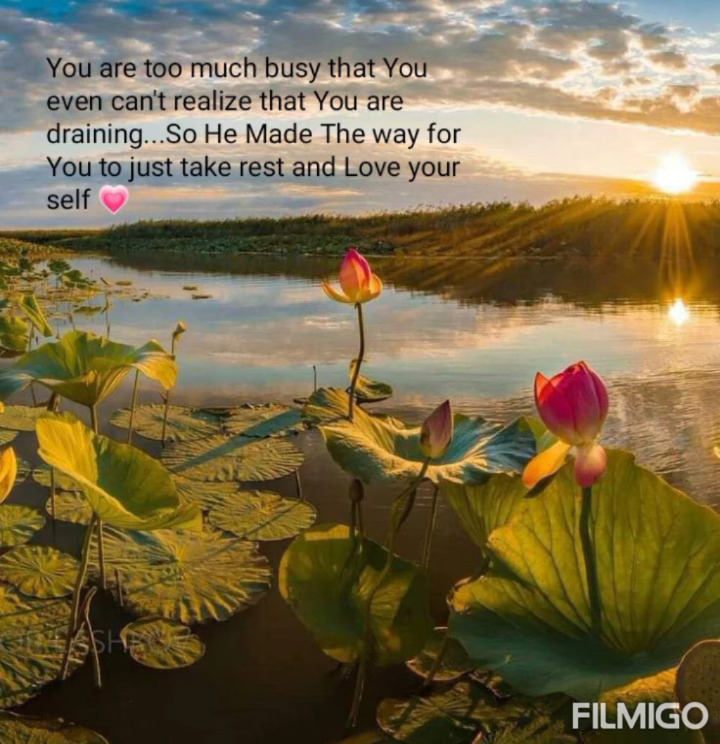 You are too much busy that You
even can't realize that You are
draining...So He Made The way for
You to just take rest and Love your
self 💗
FILMIGO